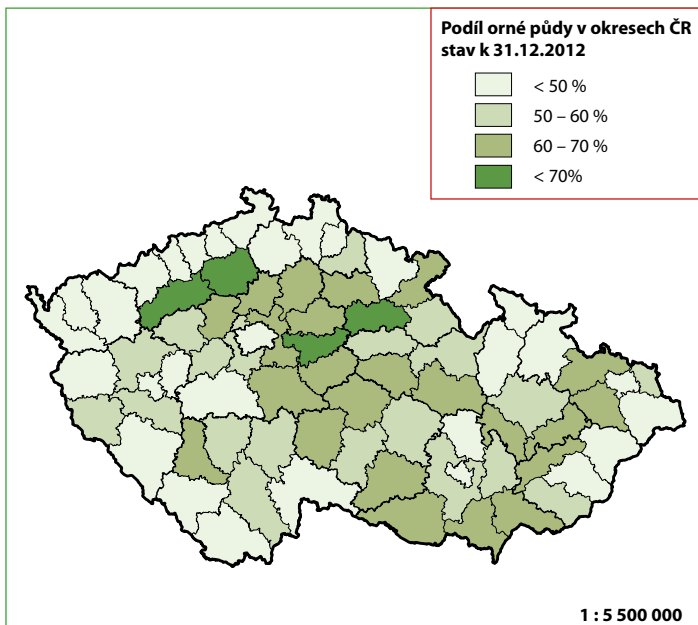 Podíl orné půdy v okresech ČR
stav k 31.12.2012
< 50 %
50 – 60 %
60 – 70 %
< 70%
1 : 5 500 000